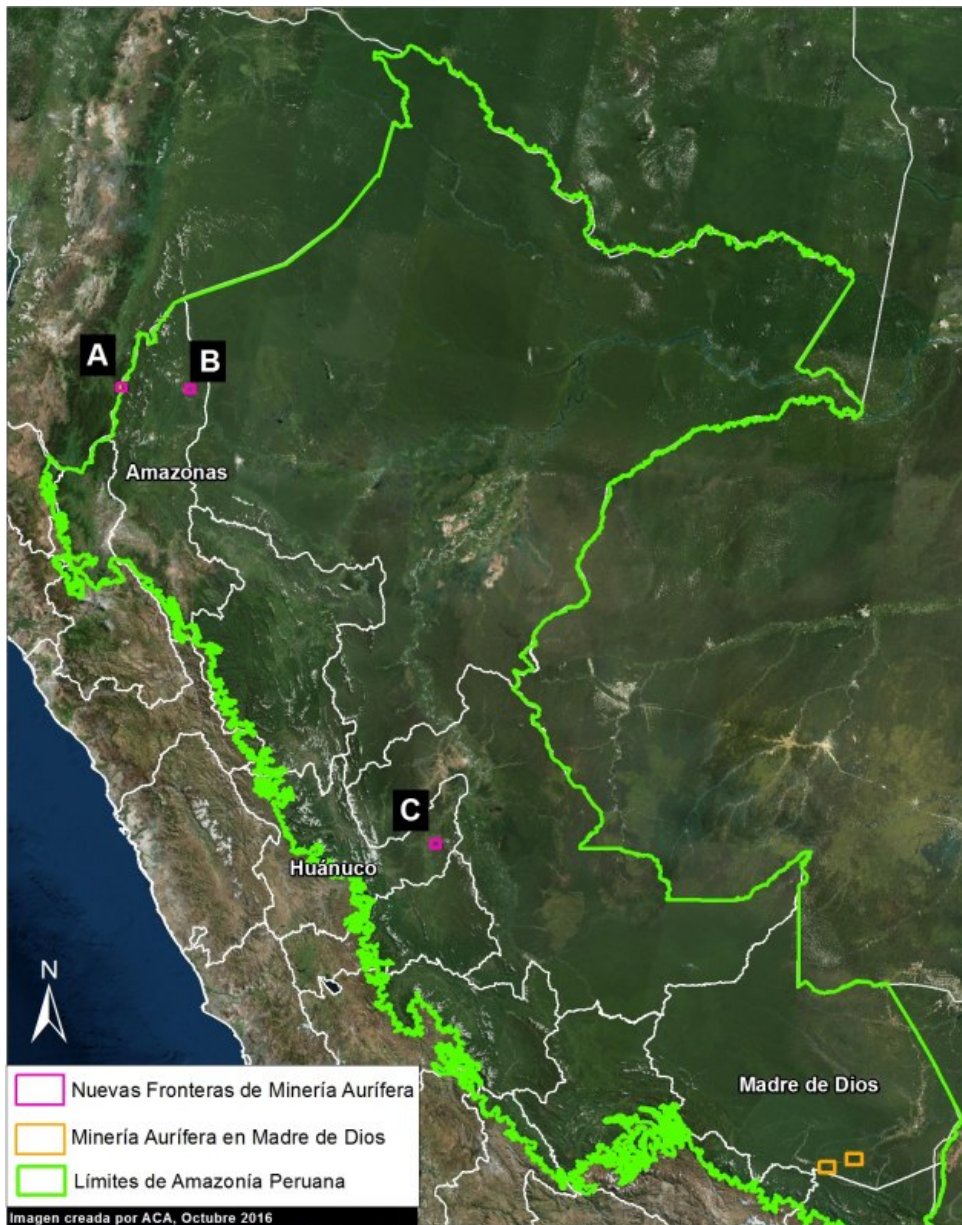 A
B
Amazonas
C
Huánuco
N
Madre de Dios
Nuevas Fronteras de Minería Aurífera
Minería Aurífera en Madre de Dios
Límites de Amazonía Peruana
Imagen creada por ACA, Octubre 2016